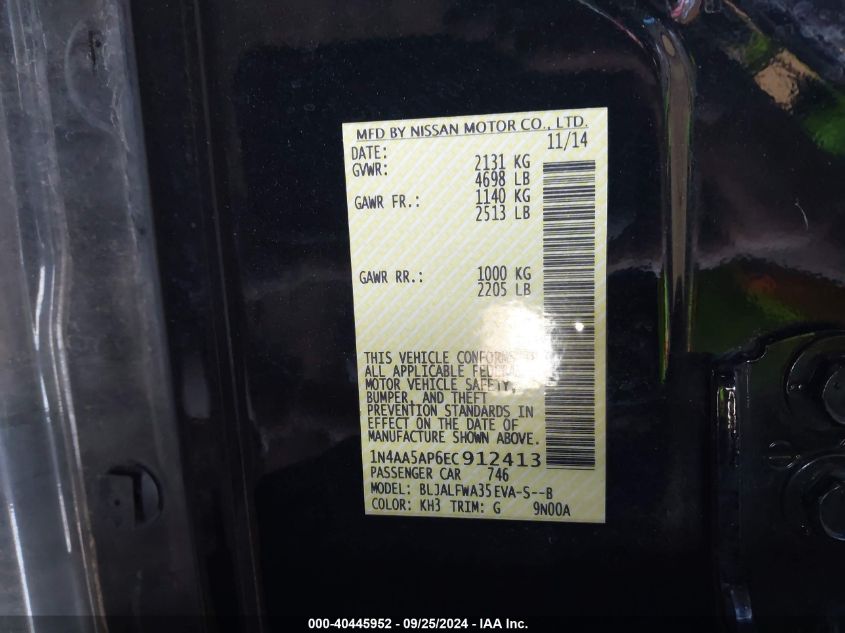 MFD BY NISSAN MOTOR CO., LTD.
DATE: 11/14
GVWR: 2131 KG
4698 LB
GAWR FR.: 1140 KG
2513 LB
GAWR RR.: 1000 KG
2205 LB
THIS VEHICLE CONFORMS TO
ALL APPLICABLE FEDERAL
MOTOR VEHICLE SAFETY,
BUMPER, AND THEFT
PREVENTION STANDARDS IN
EFFECT ON THE DATE OF
MANUFACTURE SHOWN ABOVE.
1N4AA5AP6EC912413
PASSENGER CAR 746
MODEL: BLJALFWA35EVA-S--B
COLOR: KH3 TRIM: G 9N00A
000-40445952 - 09/25/2024 - IAA Inc.